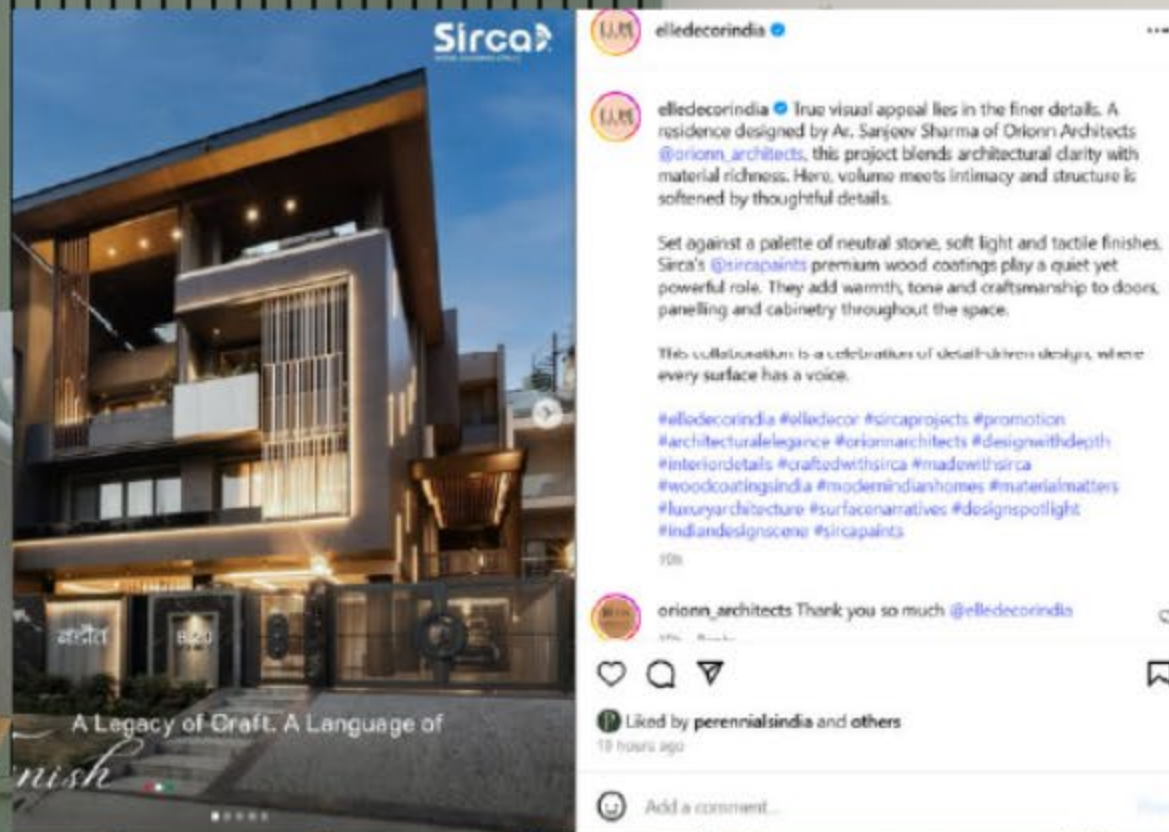 Sirca
elledecorindia
elledecorindia True visual appeal lies in the finer details. A
residence designed by Ar. Sanjeev Sharma of Orionn Architects
@orionn_architects, this project blends architectural clarity with
material richness. Here, volume meets intimacy and structure is
softened by thoughtful details.
Set against a palette of neutral stone, soft light and tactile finishes,
Sirca's @sircapaints premium wood coatings play a quiet yet
powerful role. They add warmth, tone and craftsmanship to doors,
panelling and cabinetry throughout the space.
This collaboration is a celebration of detail-driven design, where
every surface has a voice.
#elledecorindia #elledecor #sircaprojects #promotion
#architecturalelegance #orionnarchitects #designwithdepth
#interiordetails #craftedwithsirca #madewithsirca
#woodcoatingsindia #modernindianhomes #materialmatters
#luxuryarchitecture #surfacenarratives #designspotlight
#indiandesignscene #sircapaints
orionn_architects Thank you so much @elledecorindia
Liked by perennialsindia and others
hours ago
Add a comment...
B-20
A Legacy of Craft. A Language of
nish